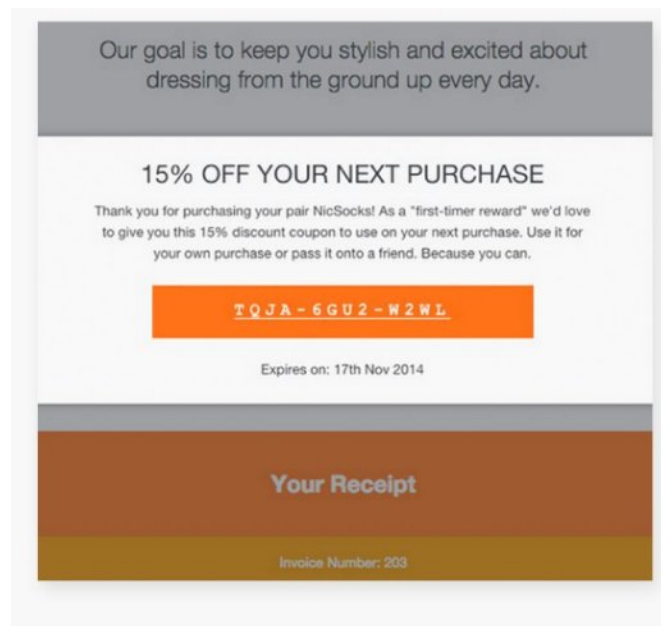 Our goal is to keep you stylish and excited about
dressing from the ground up every day.
15% OFF YOUR NEXT PURCHASE
Thank you for purchasing your pair NicSocks! As a "first-timer reward" we'd love
to give you this 15% discount coupon to use on your next purchase. Use it for
your own purchase or pass it onto a friend. Because you can.
TQJA-6GU2-W2WL
Expires on: 17th Nov 2014
Your Receipt
Invoice Number: 203